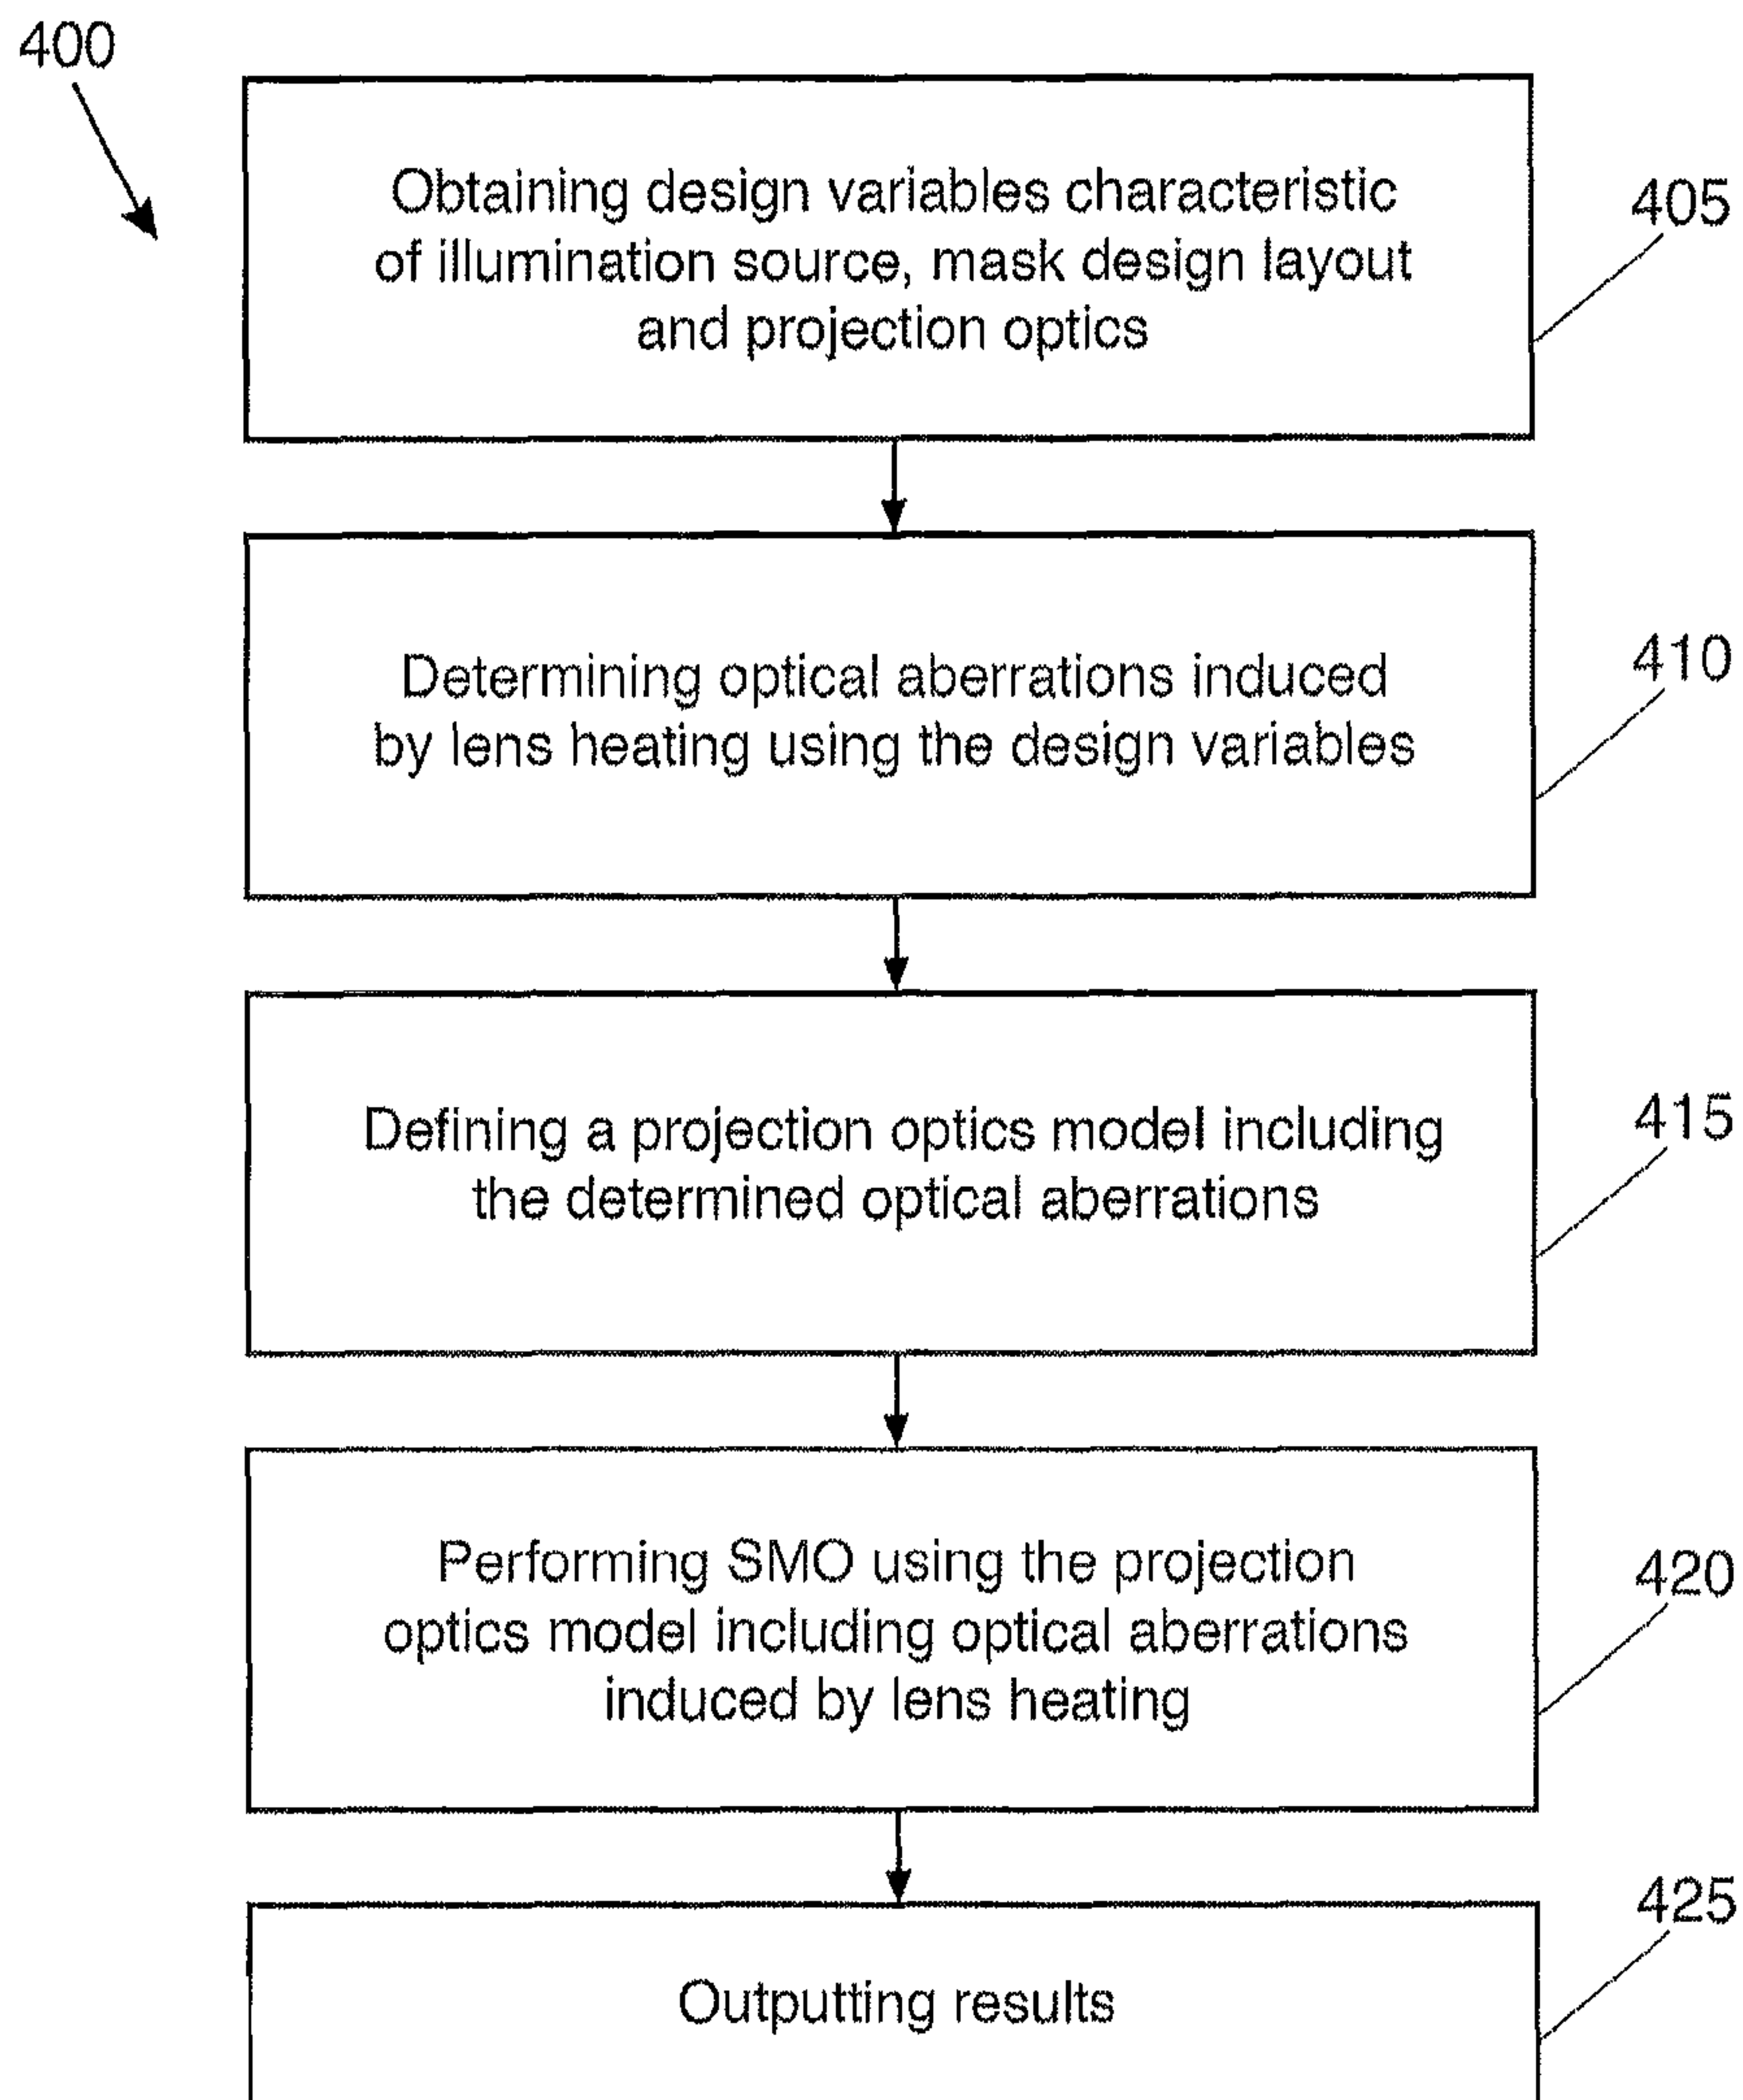 400
Obtaining design variables characteristic
of illumination source, mask design layout
and projection optics
405
Determining optical aberrations induced
by lens heating using the design variables
410
Defining a projection optics model including
the determined optical aberrations
415
Performing SMO using the projection
optics model including optical aberrations
induced by lens heating
420
Outputting results
425